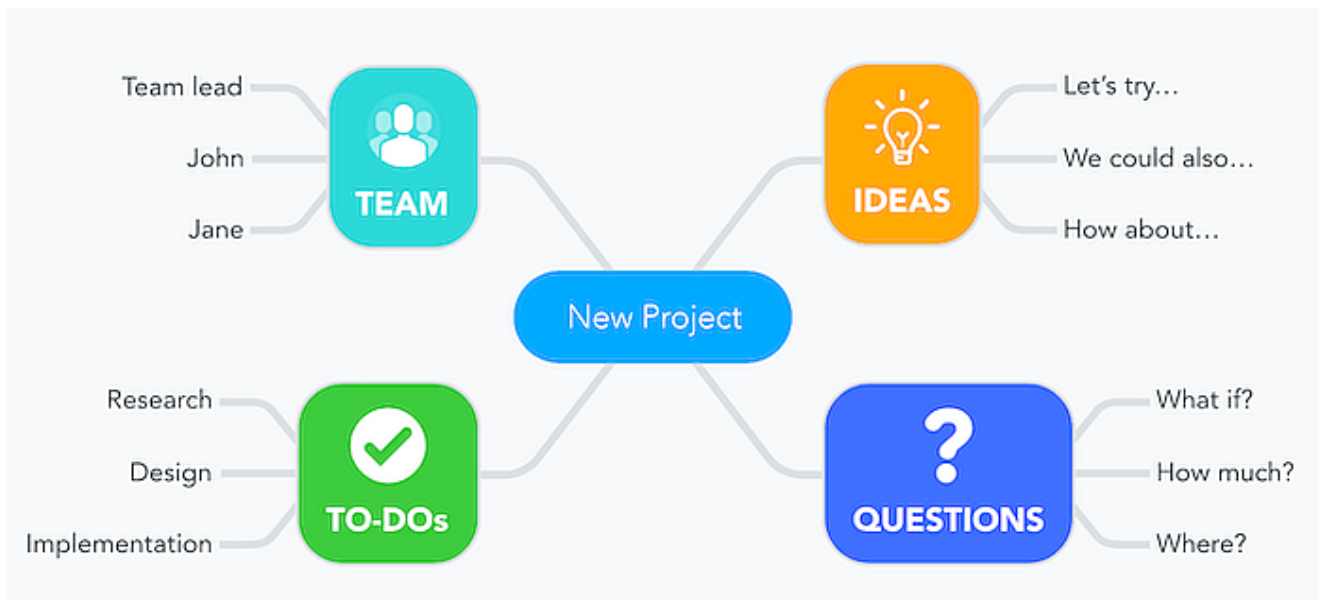 Team lead
John
Jane
TEAM
Let's try...
We could also...
How about...
IDEAS
New Project
Research
Design
Implementation
TO-DOs
What if?
How much?
Where?
QUESTIONS